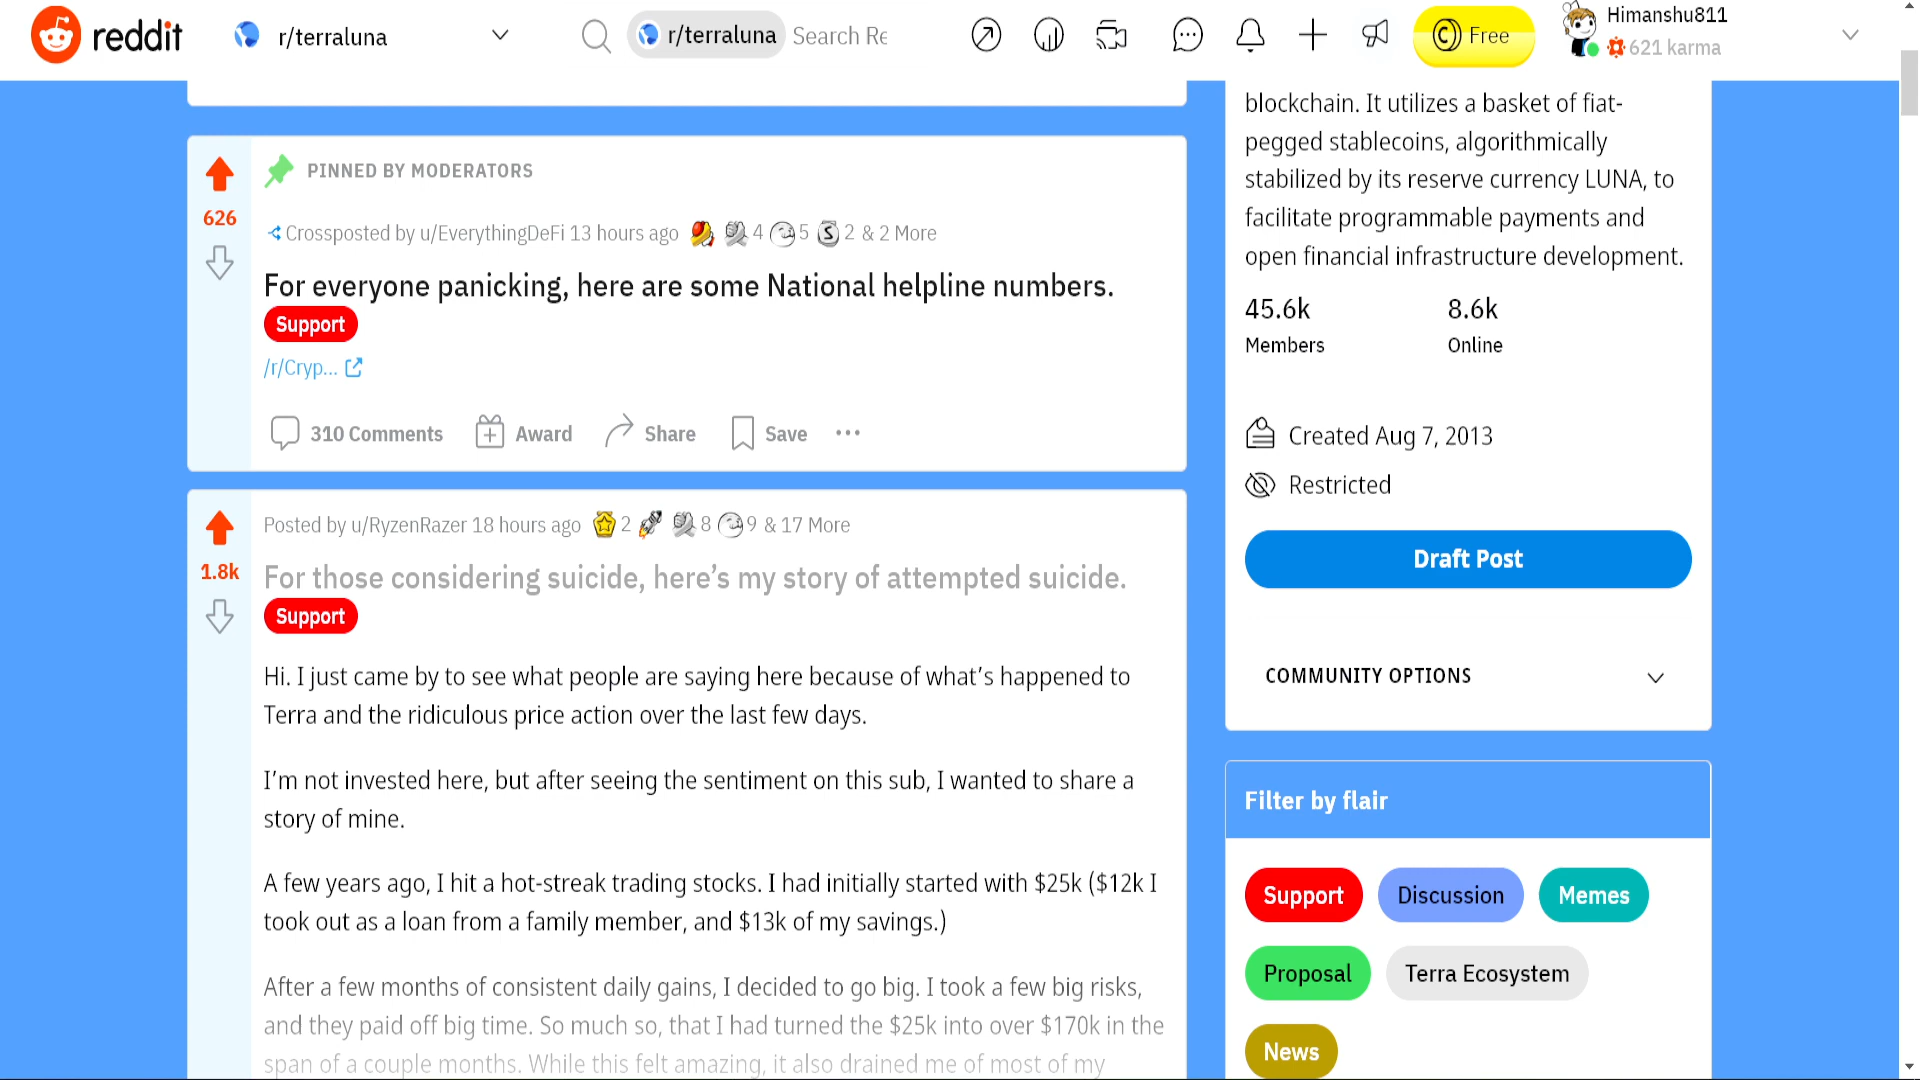 reddit
r/terraluna
r/terraluna Search Re
Free
Himanshu811
621 karma
PINNED BY MODERATORS
626
Crossposted by u/EverythingDeFi 13 hours ago 4 5 2 & 2 More
For everyone panicking, here are some National helpline numbers.
Support
/r/Cryp...
310 Comments Award Share Save ...
Posted by u/RyzenRazer 18 hours ago 2 8 9 & 17 More
1.8k
For those considering suicide, here’s my story of attempted suicide.
Support
Hi. I just came by to see what people are saying here because of what’s happened to
Terra and the ridiculous price action over the last few days.
I’m not invested here, but after seeing the sentiment on this sub, I wanted to share a
story of mine.
A few years ago, I hit a hot-streak trading stocks. I had initially started with $25k ($12k I
took out as a loan from a family member, and $13k of my savings.)
After a few months of consistent daily gains, I decided to go big. I took a few big risks,
and they paid off big time. So much so, that I had turned the $25k into over $170k in the
span of a couple months. While this felt amazing, it also drained me of most of my
blockchain. It utilizes a basket of fiat-
pegged stablecoins, algorithmically
stabilized by its reserve currency LUNA, to
facilitate programmable payments and
open financial infrastructure development.
45.6k 8.6k
Members Online
Created Aug 7, 2013
Restricted
Draft Post
COMMUNITY OPTIONS
Filter by flair
Support Discussion Memes
Proposal Terra Ecosystem
News